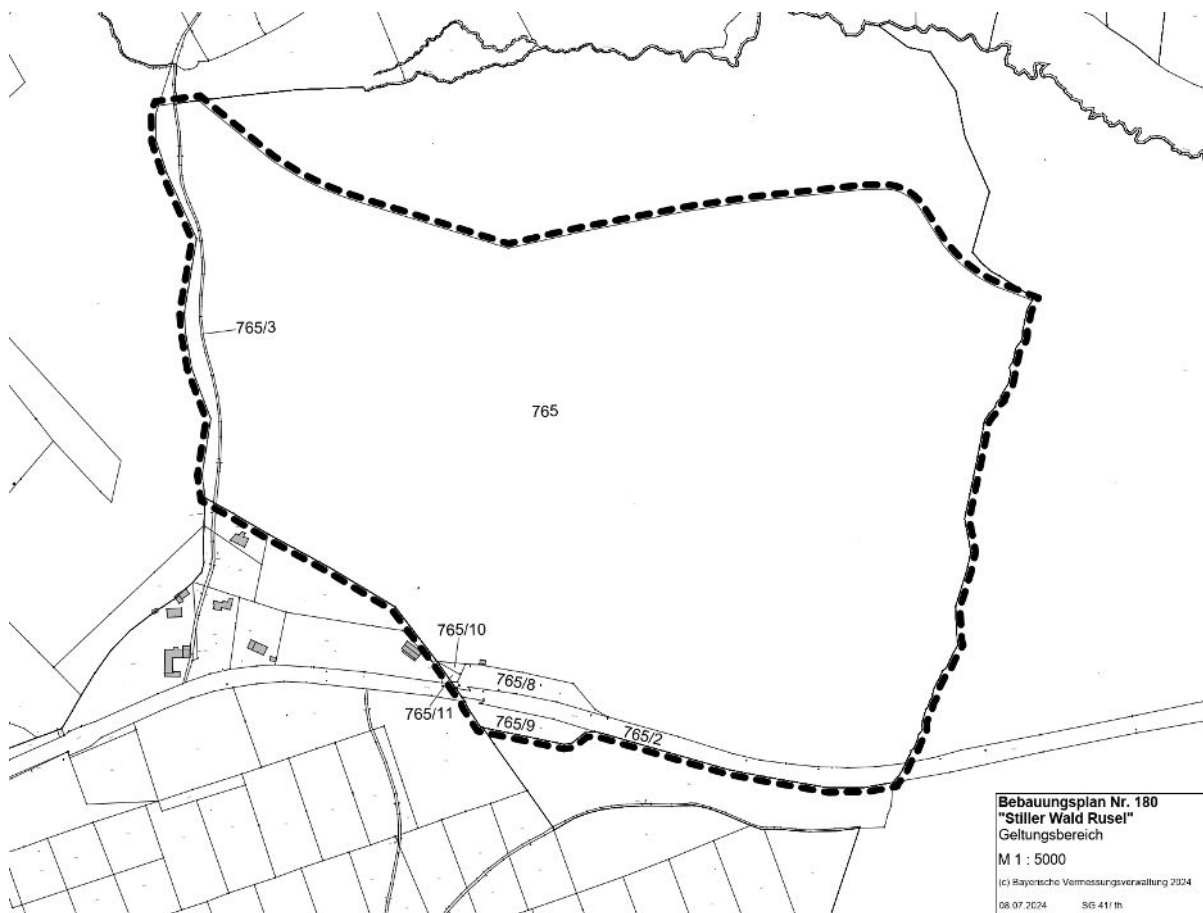 765/3
765
765/10
765/8
765/11
765/9
765/2
Bebauungsplan Nr. 180
"Stiller Wald Rusel"
Geltungsbereich
M 1 : 5000
(c) Bayerische Vermessungsverwaltung 2024
08.07.2024 SG 41/ th